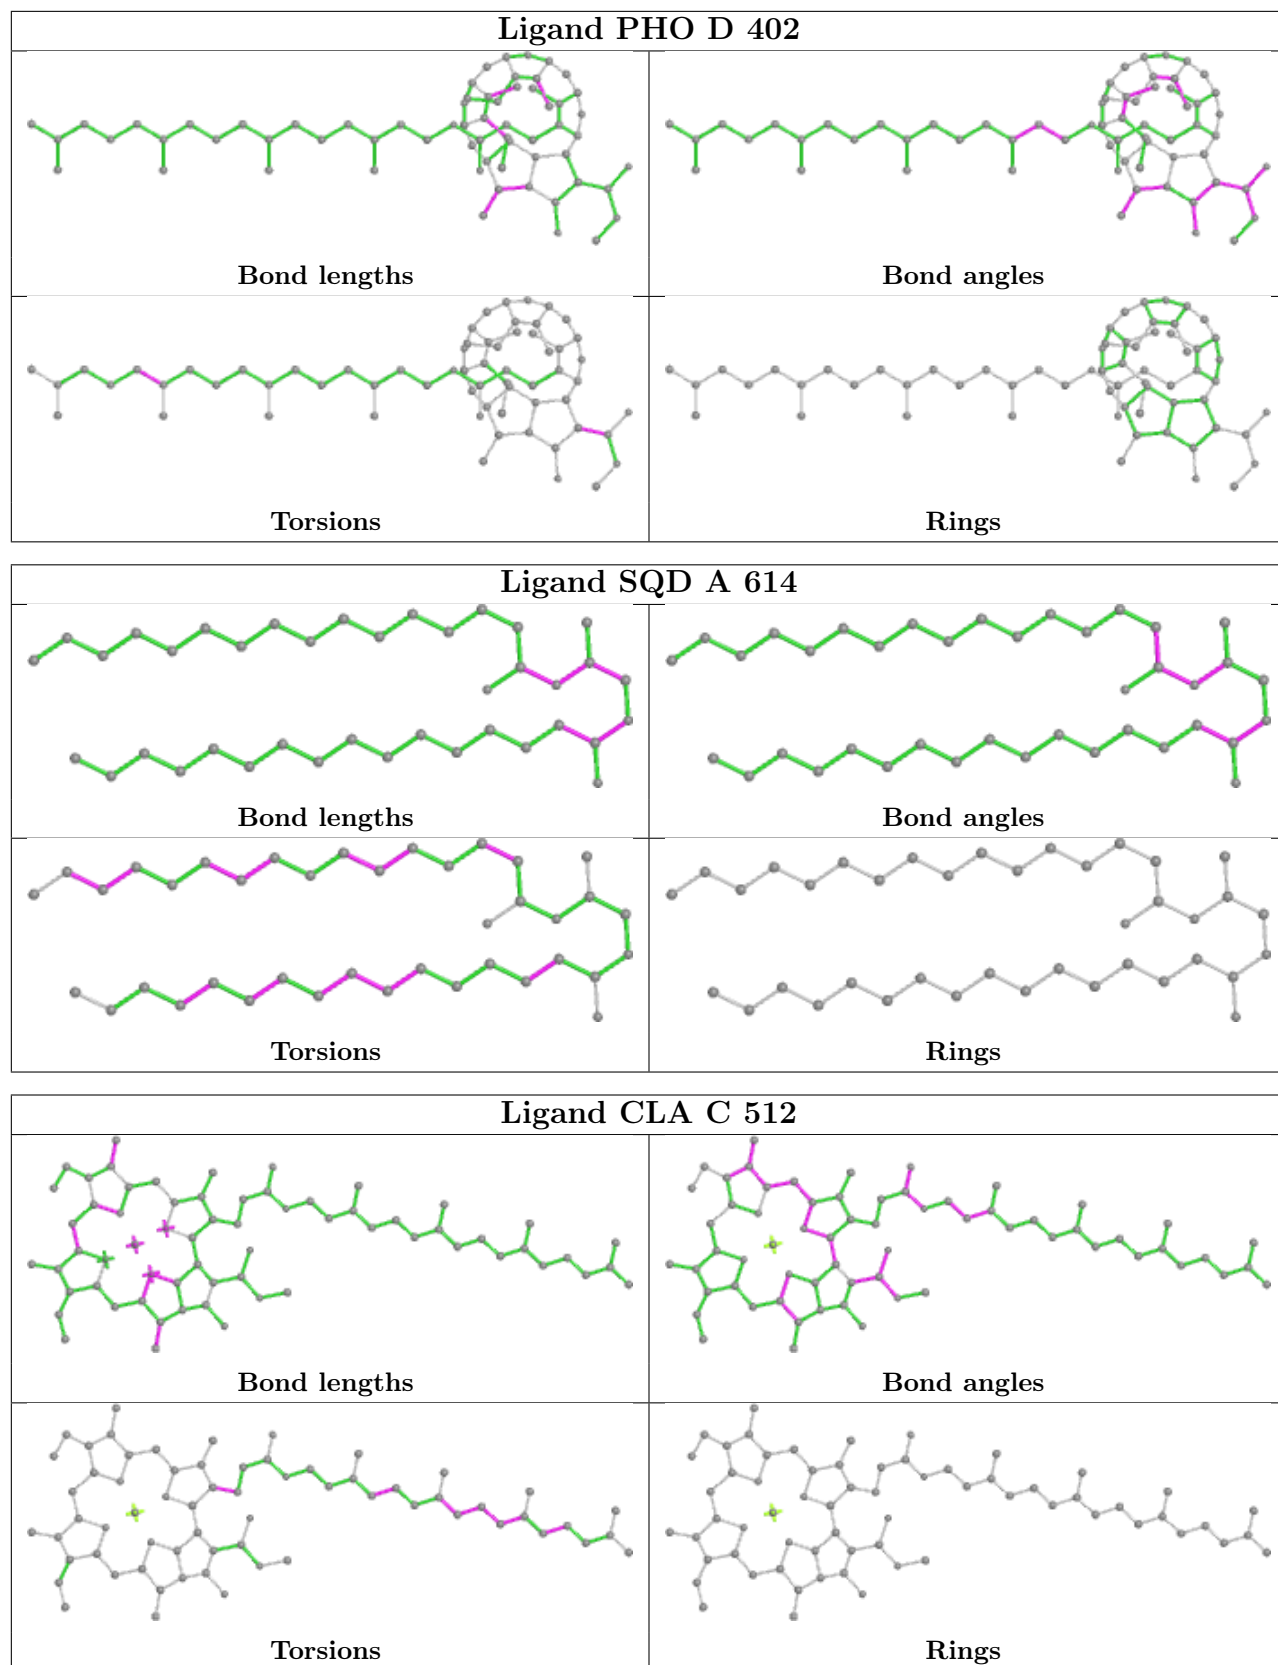 Ligand PHO D 402
Bond lengths
Bond angles
Torsions
Rings
Ligand SQD A 614
Bond lengths
Bond angles
Torsions
Rings
Ligand CLA C 512
Bond lengths
Bond angles
Torsions
Rings